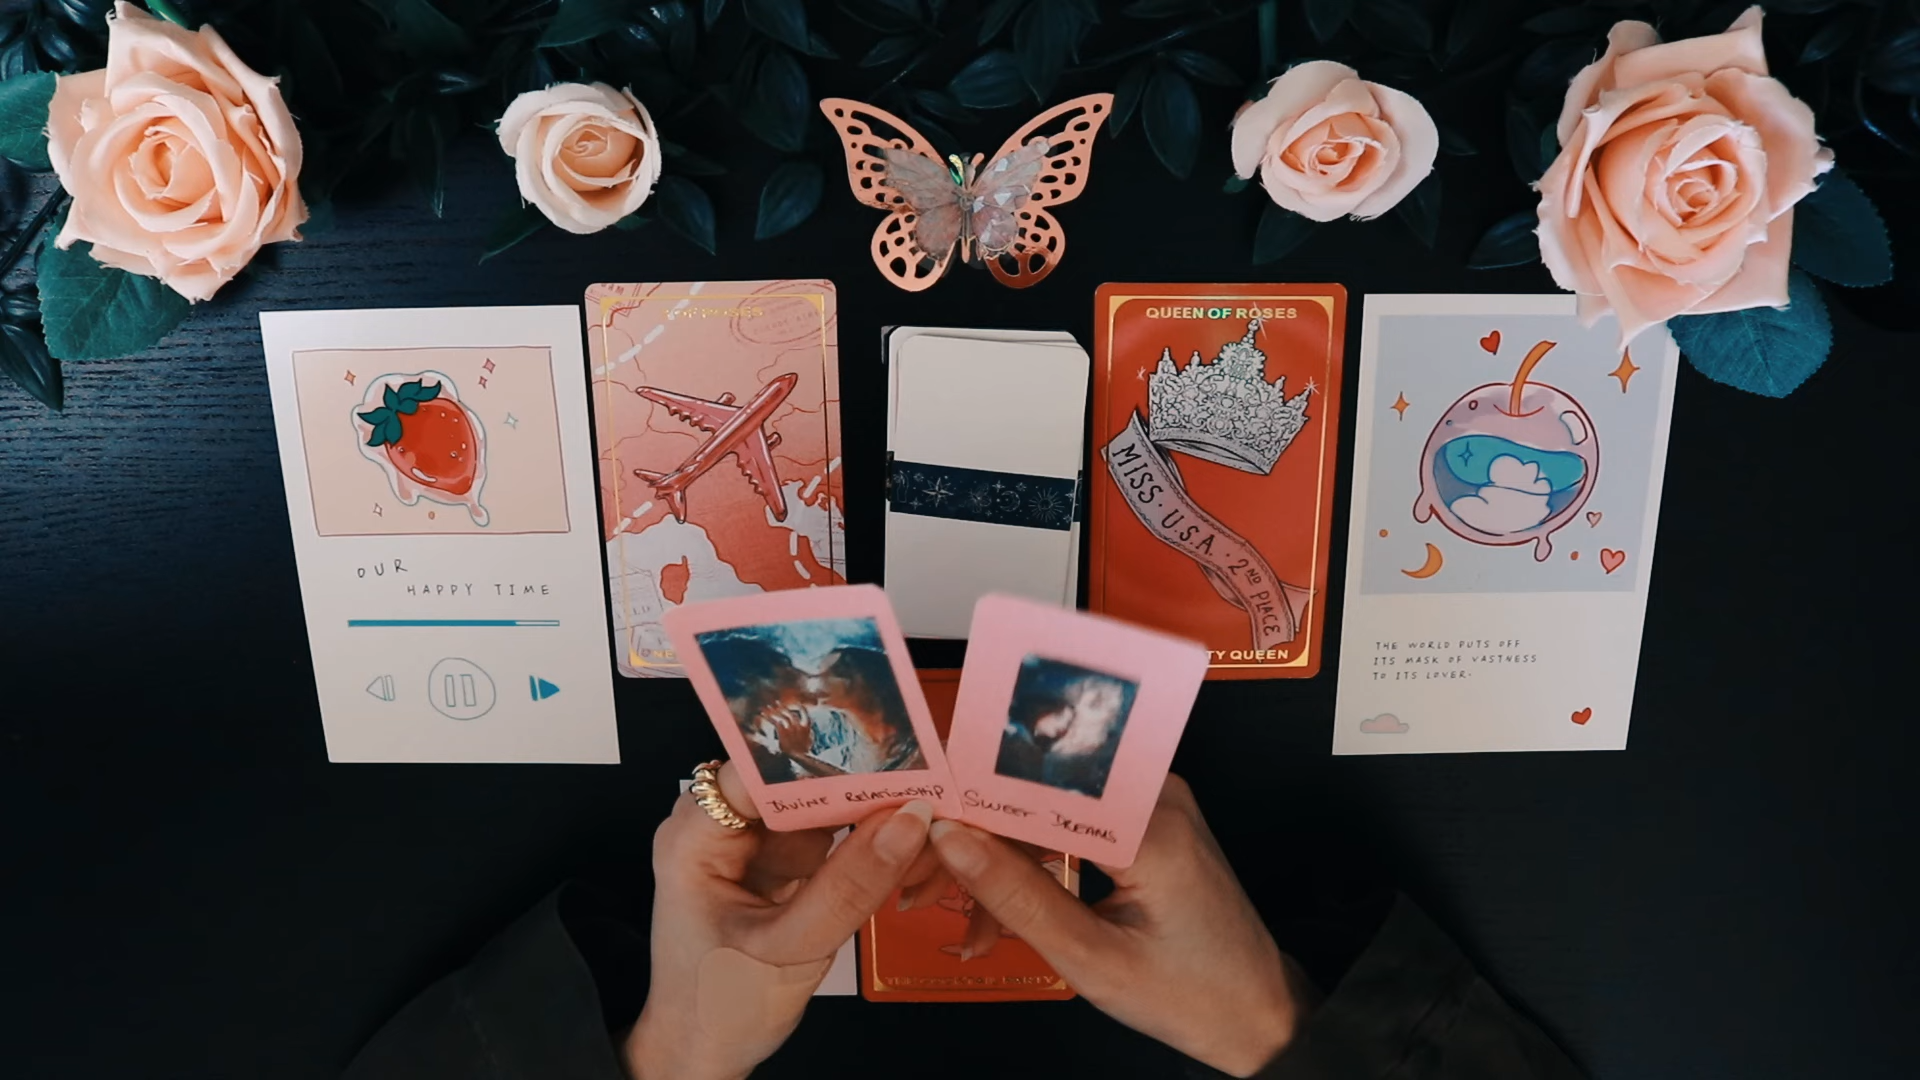 QUEEN OF ROSES
MISS · U.S.A. · 2ND PLACE
TY QUEEN
OUR
HAPPY TIME
THE WORLD PUTS OFF
ITS MASK OF VASTNESS
TO ITS LOVER.
DIVINE RELATIONSHIP
SWEET DREAMS